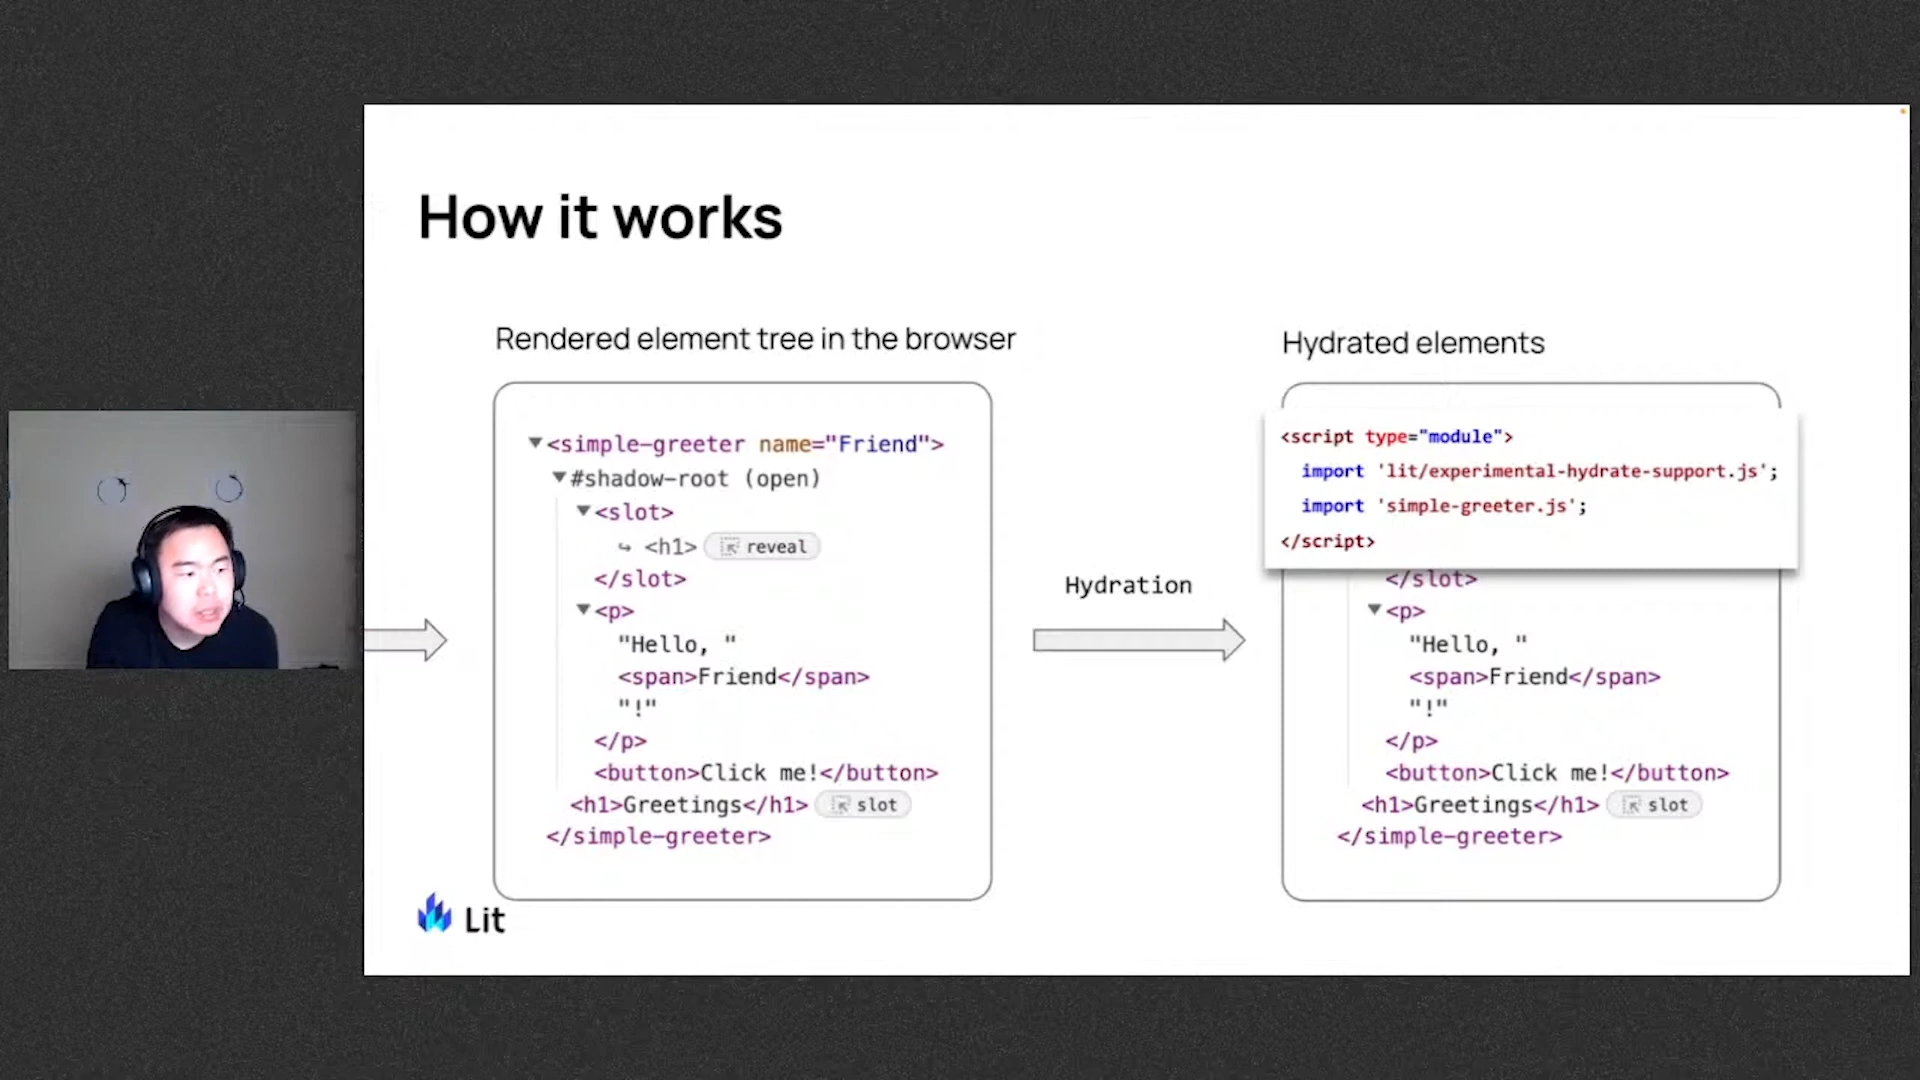 How it works
Rendered element tree in the browser
▼<simple-greeter name="Friend">
▼#shadow-root (open)
▼<slot>
↪ <h1> reveal
</slot>
▼<p>
"Hello, "
<span>Friend</span>
"!"
</p>
<button>Click me!</button>
<h1>Greetings</h1> slot
</simple-greeter>
Hydration
Hydrated elements
<script type="module">
import 'lit/experimental-hydrate-support.js';
import 'simple-greeter.js';
</script>
</slot>
▼<p>
"Hello, "
<span>Friend</span>
"!"
</p>
<button>Click me!</button>
<h1>Greetings</h1> slot
</simple-greeter>
Lit